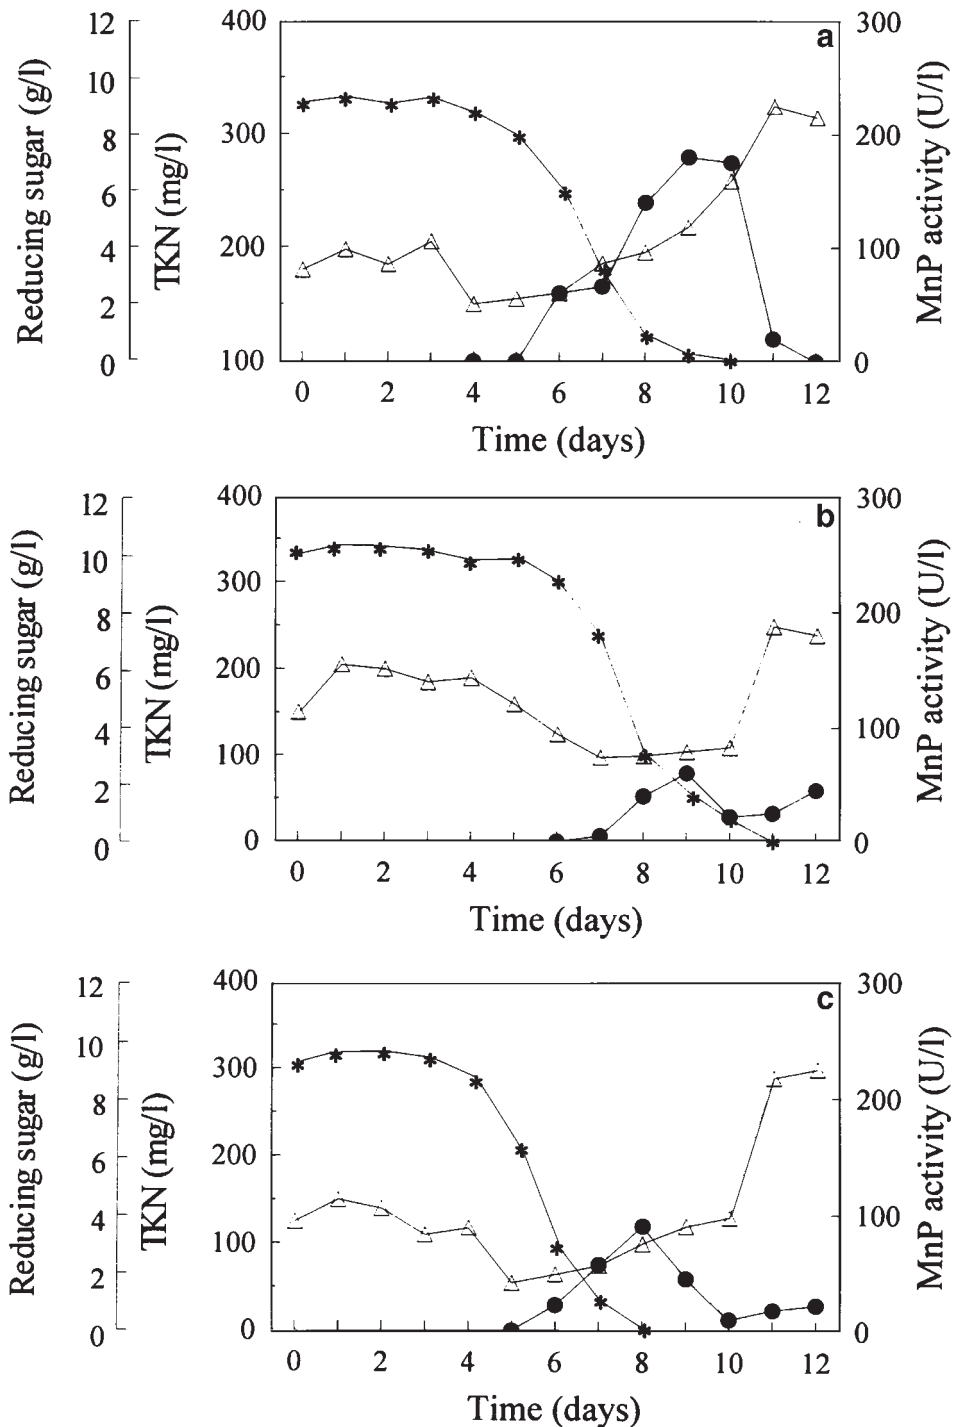 a
Reducing sugar (g/l)
12
10
8
6
4
2
0
TKN (mg/l)
400
300
200
100
MnP activity (U/l)
300
200
100
0
0 2 4 6 8 10 12
Time (days)
b
Reducing sugar (g/l)
12
10
8
6
4
2
0
TKN (mg/l)
400
300
200
100
0
MnP activity (U/l)
300
200
100
0
0 2 4 6 8 10 12
Time (days)
c
Reducing sugar (g/l)
12
10
8
6
4
2
0
TKN (mg/l)
400
300
200
100
0
MnP activity (U/l)
300
200
100
0
0 2 4 6 8 10 12
Time (days)